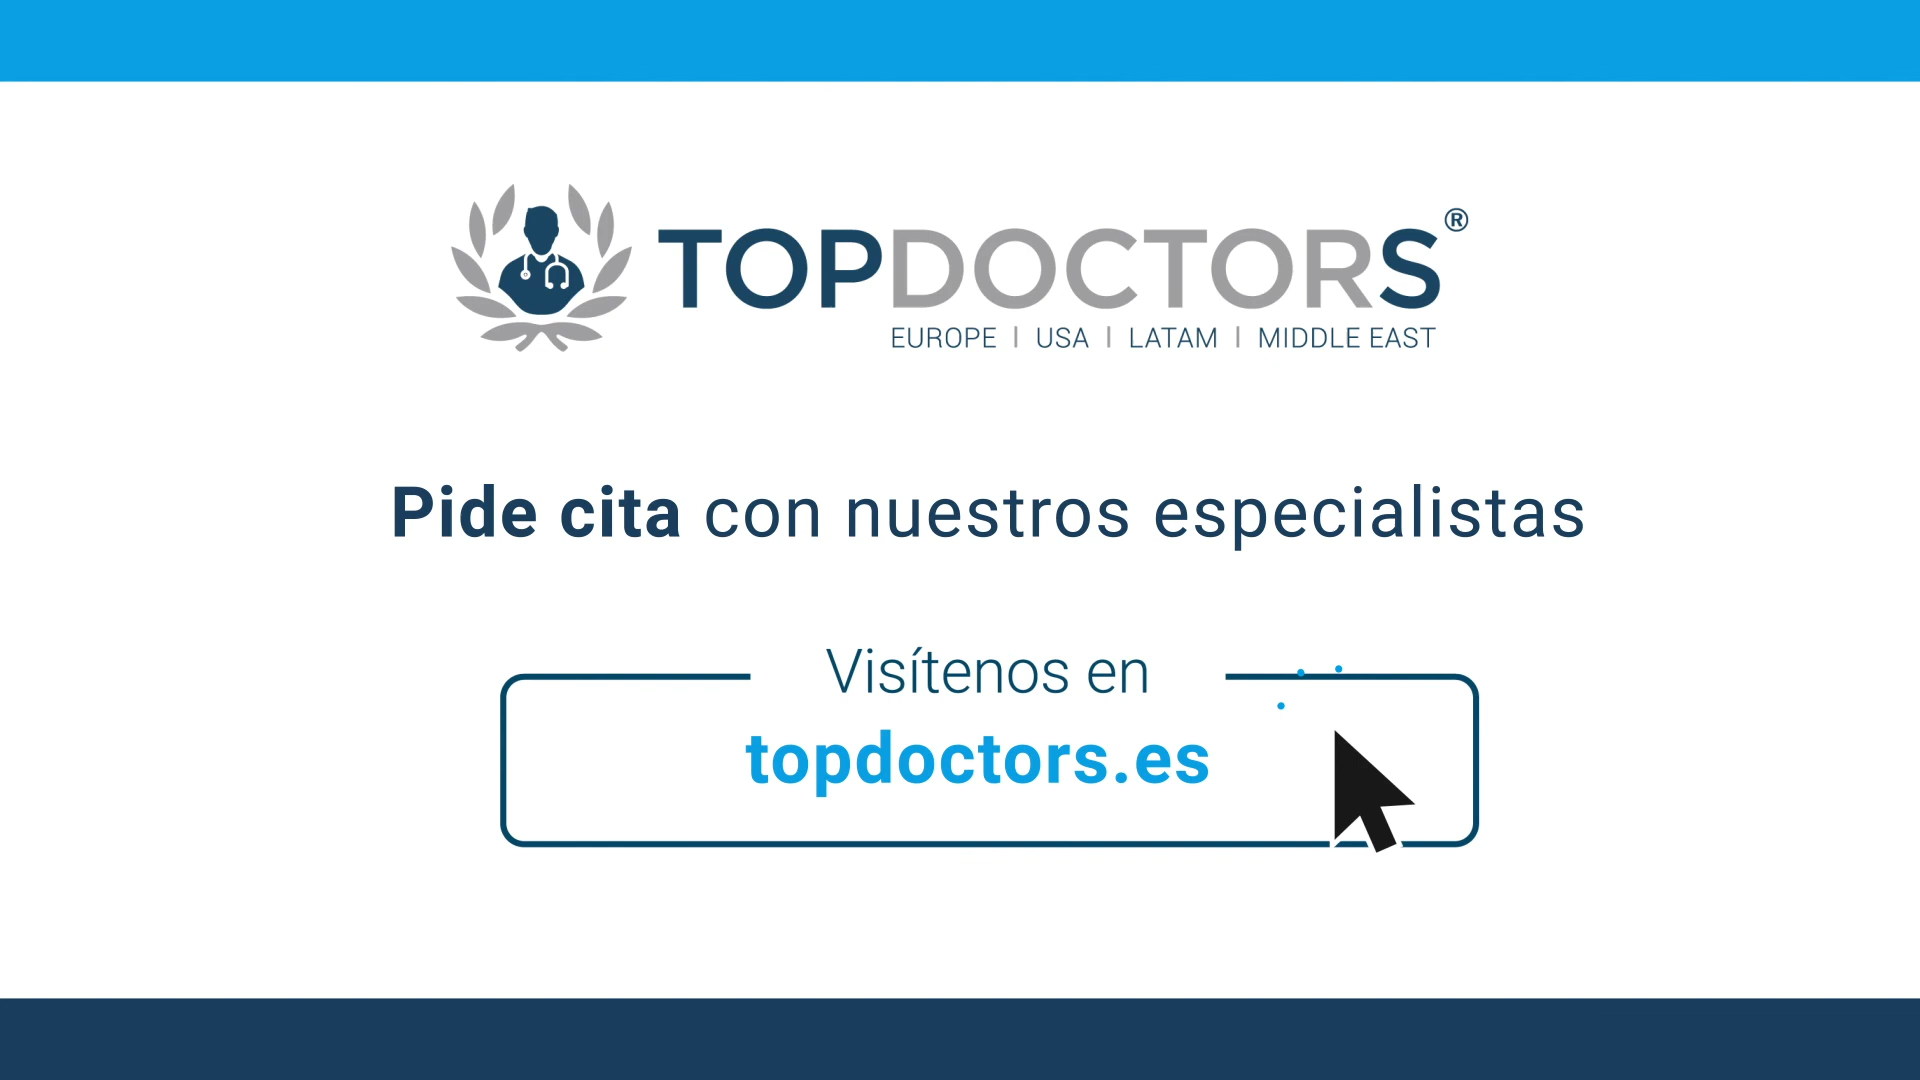 TOPDOCTORS®
EUROPE | USA | LATAM | MIDDLE EAST
Pide cita con nuestros especialistas
Visítenos en
topdoctors.es